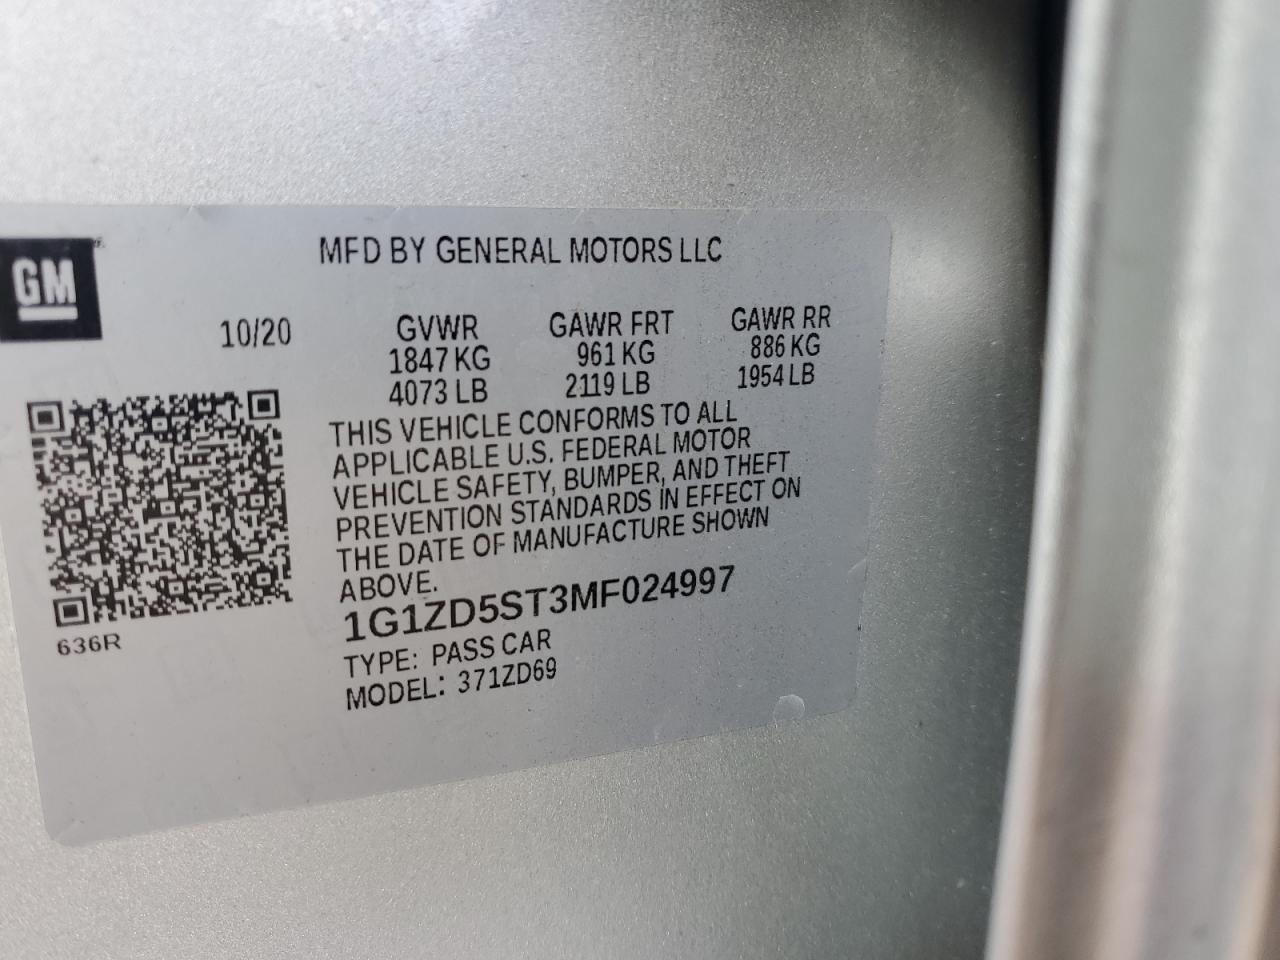 GM
MFD BY GENERAL MOTORS LLC
10/20 GVWR GAWR FRT GAWR RR
1847 KG 961 KG 886 KG
4073 LB 2119 LB 1954 LB
THIS VEHICLE CONFORMS TO ALL
APPLICABLE U.S. FEDERAL MOTOR
VEHICLE SAFETY, BUMPER, AND THEFT
PREVENTION STANDARDS IN EFFECT ON
THE DATE OF MANUFACTURE SHOWN
ABOVE.
1G1ZD5ST3MF024997
636R
TYPE: PASS CAR
MODEL: 371ZD69